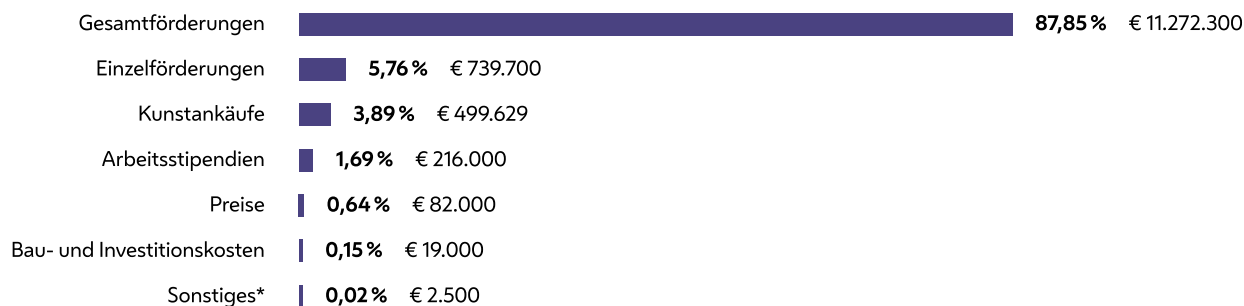 Gesamtförderungen 87,85 % € 11.272.300
Einzelförderungen 5,76 % € 739.700
Kunstankäufe 3,89 % € 499.629
Arbeitsstipendien 1,69 % € 216.000
Preise 0,64 % € 82.000
Bau- und Investitionskosten 0,15 % € 19.000
Sonstiges* 0,02 % € 2.500